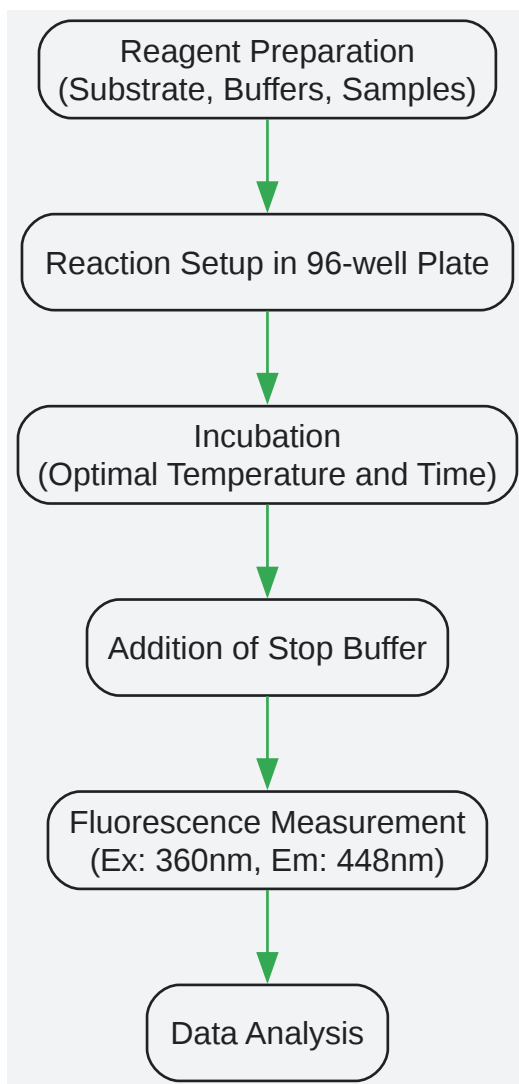 Reagent Preparation
(Substrate, Buffers, Samples)
Reaction Setup in 96-well Plate
Incubation
(Optimal Temperature and Time)
Addition of Stop Buffer
Fluorescence Measurement
(Ex: 360nm, Em: 448nm)
Data Analysis